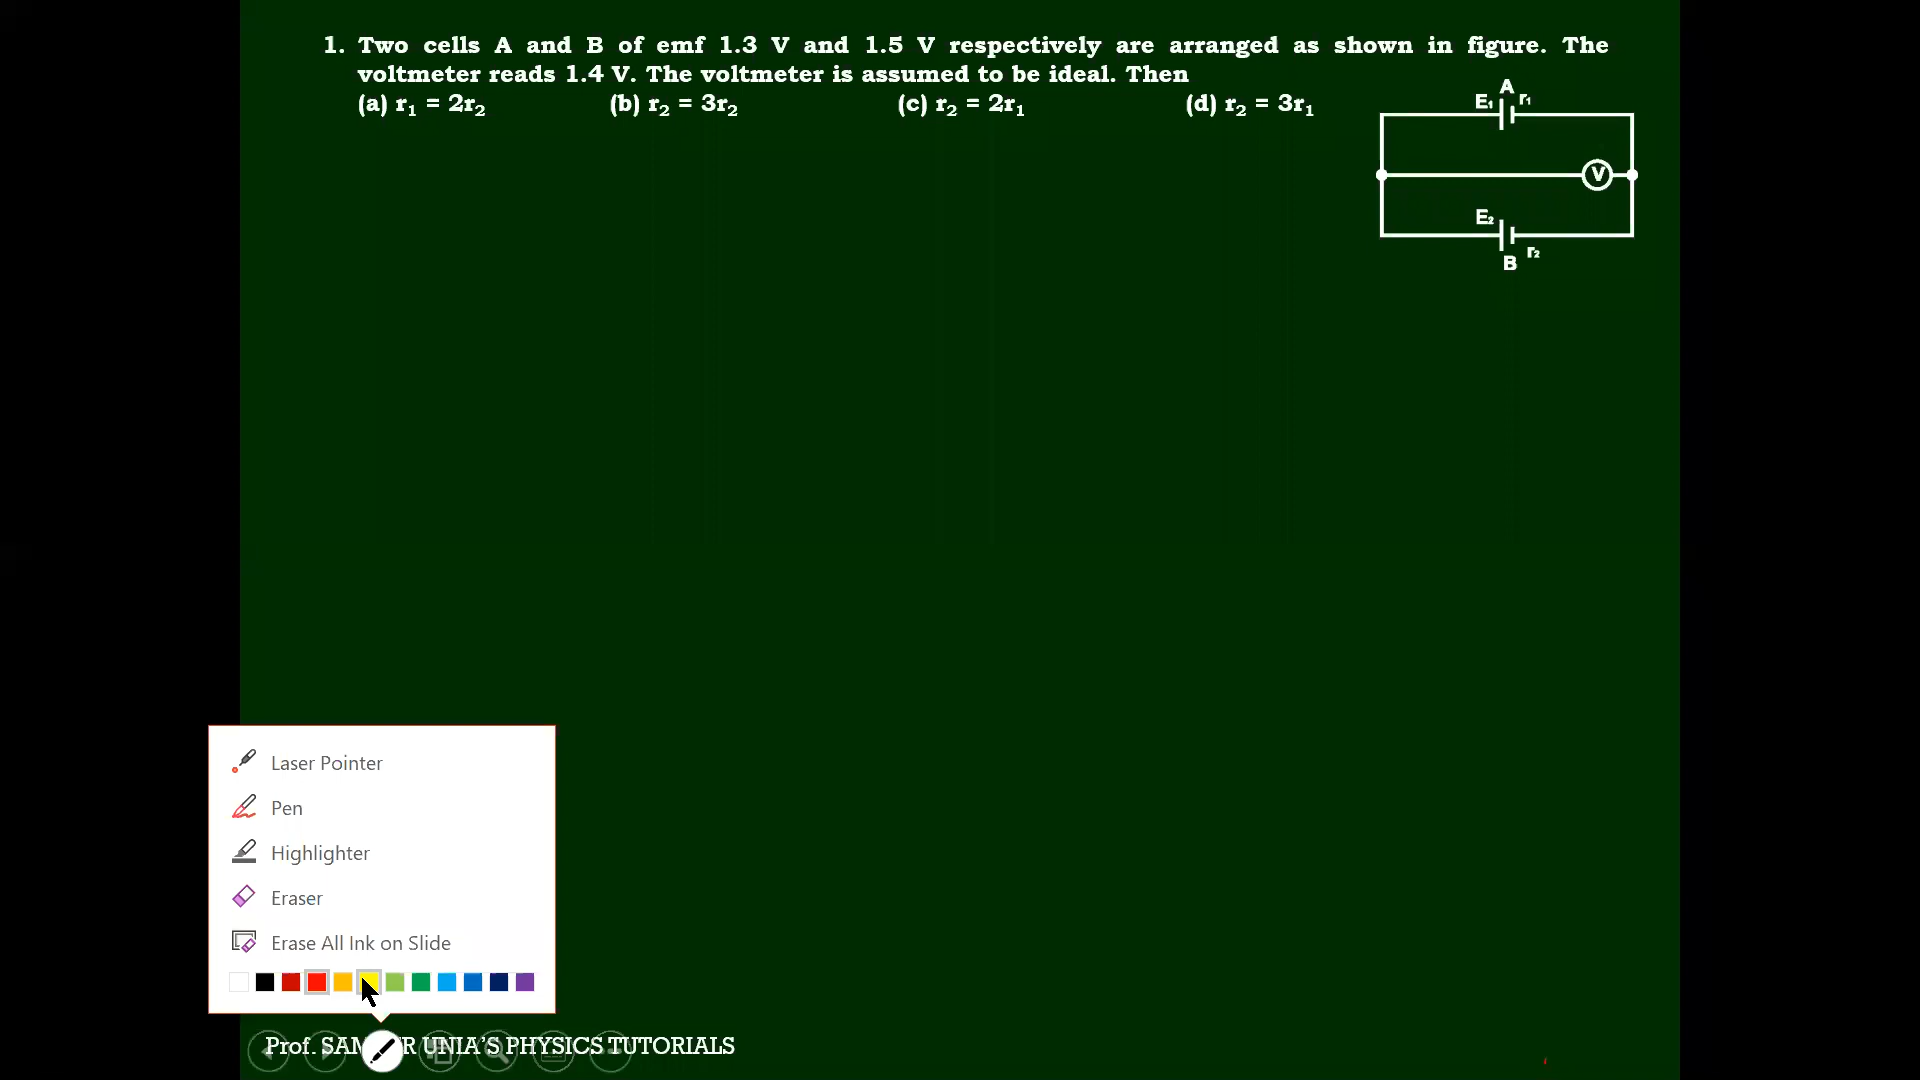 1. Two cells A and B of emf 1.3 V and 1.5 V respectively are arranged as shown in figure. The
voltmeter reads 1.4 V. The voltmeter is assumed to be ideal. Then
(a) r₁ = 2r₂ (b) r₂ = 3r₂ (c) r₂ = 2r₁ (d) r₂ = 3r₁
A
E₁ r₁
V
E₂
r₂
B
Laser Pointer
Pen
Highlighter
Eraser
Erase All Ink on Slide
Prof. UNIA'S PHYSICS TUTORIALS